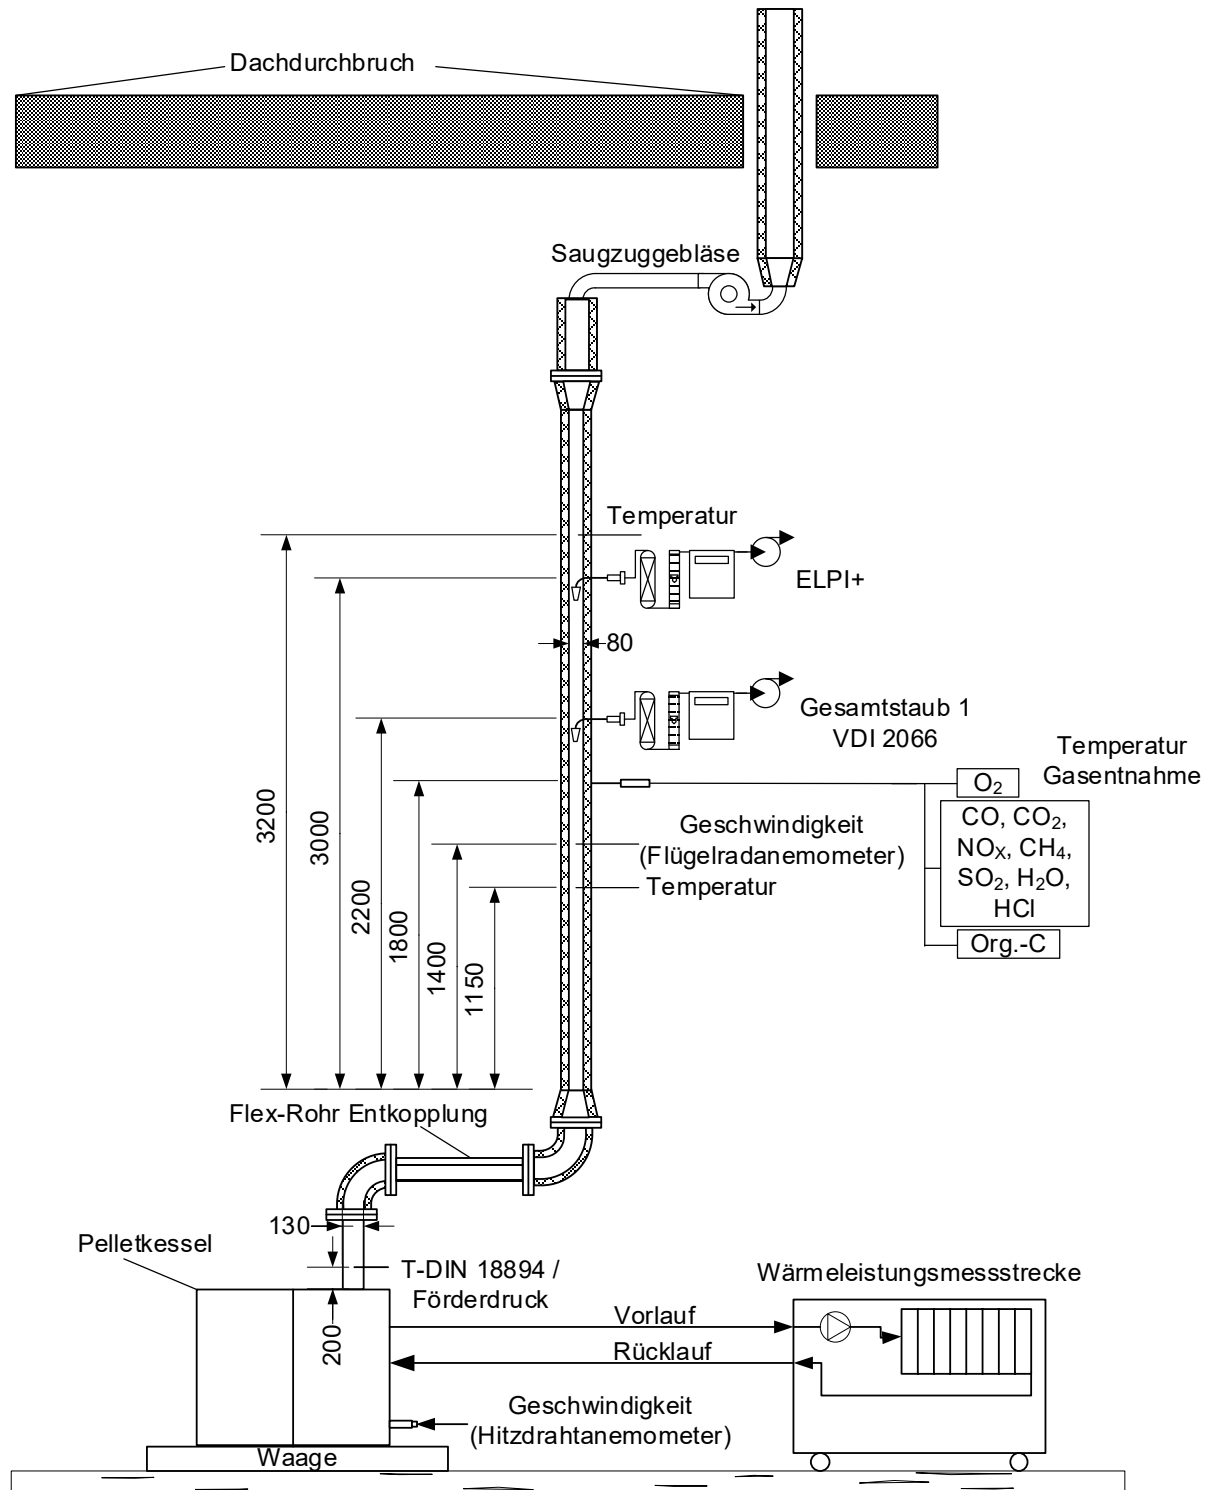 Dachdurchbruch
Saugzuggebläse
Temperatur
ELPI+
80
Gesamtstaub 1
VDI 2066
Temperatur
Gasentnahme
O₂
CO, CO₂,
NOₓ, CH₄,
SO₂, H₂O,
HCl
Org.-C
Geschwindigkeit
(Flügelradanemometer)
Temperatur
3200
3000
2200
1800
1400
1150
Flex-Rohr Entkopplung
130
Pelletkessel
T-DIN 18894 /
Förderdruck
200
Wärmeleistungsmessstrecke
Vorlauf
Rücklauf
Geschwindigkeit
(Hitzdrahtanemometer)
Waage